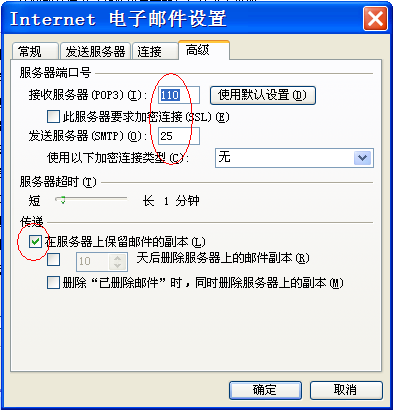 Internet 电子邮件设置
常规 发送服务器 连接 高级
服务器端口号
接收服务器(POP3)(I): 110 使用默认设置(D)
此服务器要求加密连接(SSL)(E)
发送服务器(SMTP)(O): 25
使用以下加密连接类型(C): 无
服务器超时(T)
短 长 1 分钟
传递
在服务器上保留邮件的副本(L)
10 天后删除服务器上的邮件副本(R)
删除“已删除邮件”时，同时删除服务器上的副本(M)
确定 取消